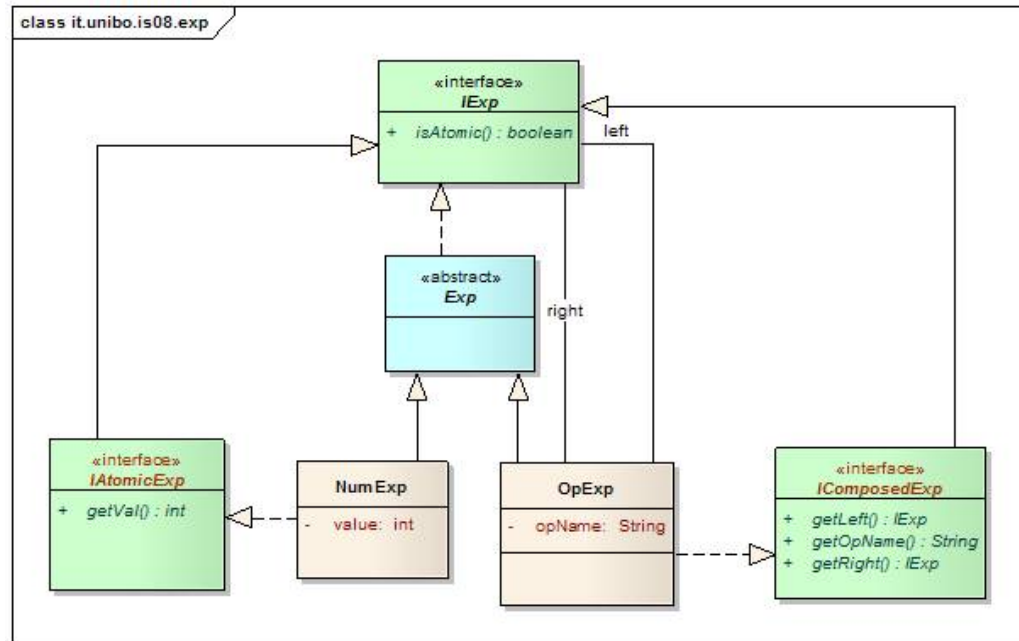 class it.unibo.is08.exp
«interface»
IExp
+ isAtomic() : boolean
left
«abstract»
Exp
right
«interface»
IAtomicExp
+ getVal() : int
NumExp
- value: int
OpExp
- opName: String
«interface»
IComposedExp
+ getLeft() : IExp
+ getOpName() : String
+ getRight() : IExp